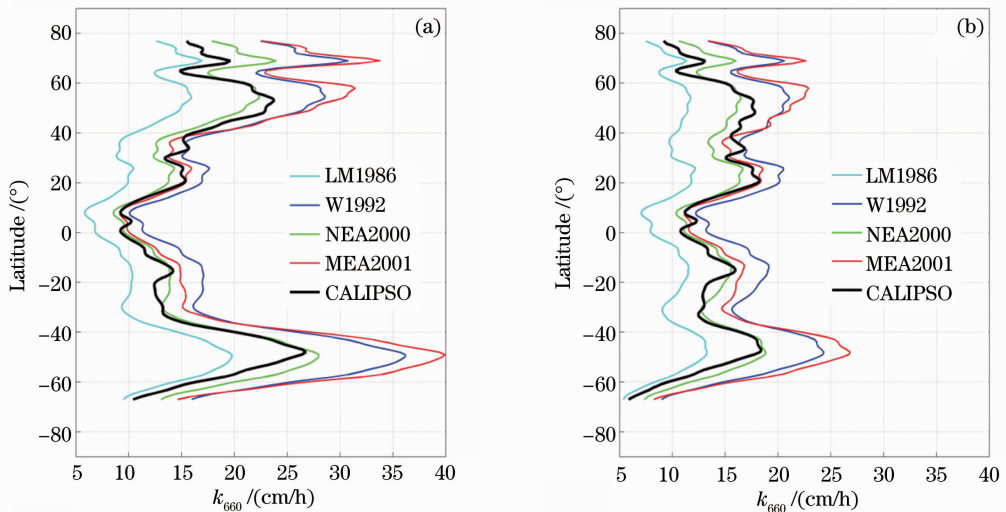 (a)
Latitude /(°)
80
60
40
20
0
−20
−40
−60
−80
LM1986
W1992
NEA2000
MEA2001
CALIPSO
5 10 15 20 25 30 35 40
k660 /(cm/h)
(b)
Latitude /(°)
80
60
40
20
0
−20
−40
−60
−80
LM1986
W1992
NEA2000
MEA2001
CALIPSO
5 10 15 20 25 30 35 40
k660 /(cm/h)